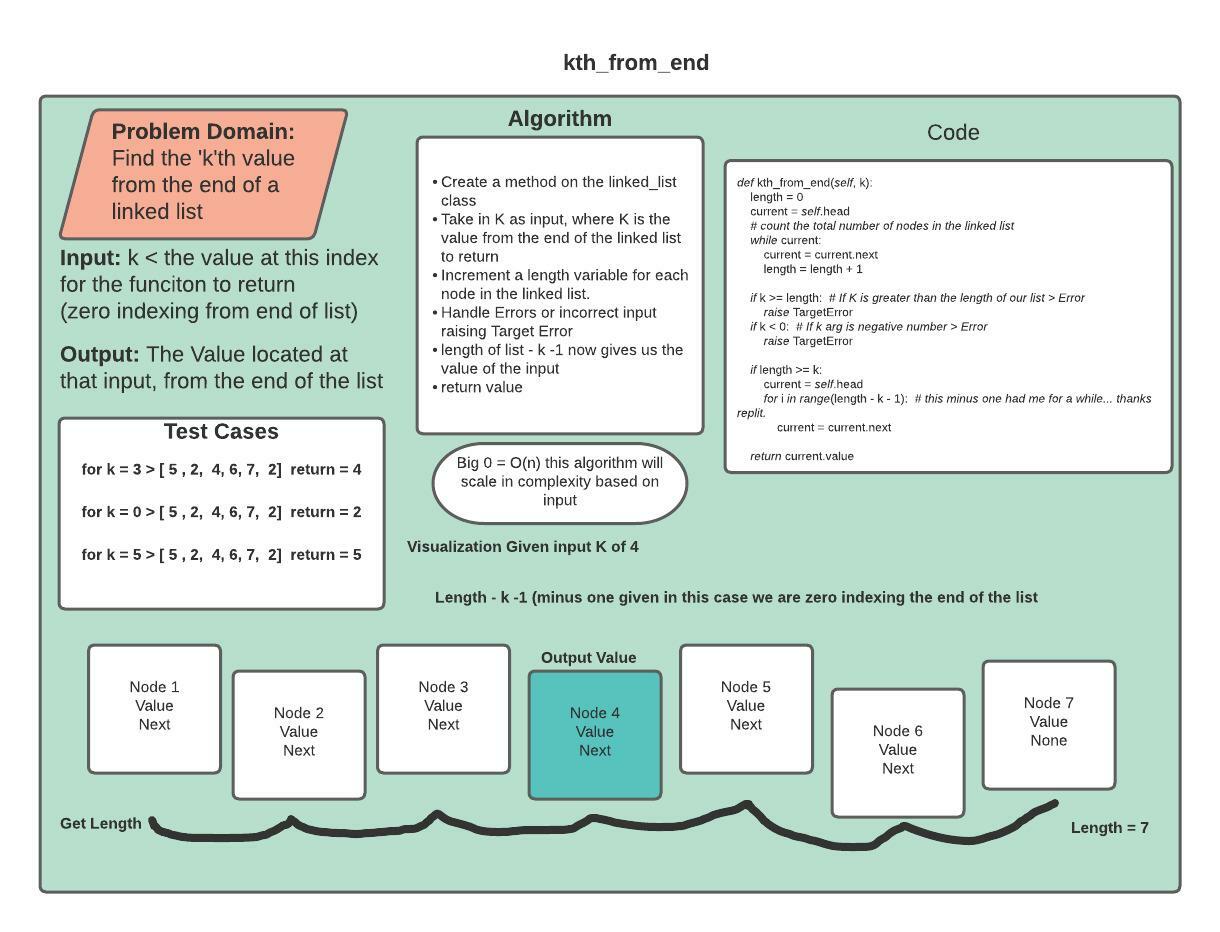 kth_from_end
Problem Domain:
Find the 'k'th value
from the end of a
linked list
Input: k < the value at this index
for the funciton to return
(zero indexing from end of list)
Output: The Value located at
that input, from the end of the list
Test Cases
for k = 3 > [ 5 , 2,  4, 6, 7,  2]  return = 4
for k = 0 > [ 5 , 2,  4, 6, 7,  2]  return = 2
for k = 5 > [ 5 , 2,  4, 6, 7,  2]  return = 5
Algorithm
• Create a method on the linked_list
class
• Take in K as input, where K is the
value from the end of the linked list
to return
• Increment a length variable for each
node in the linked list.
• Handle Errors or incorrect input
raising Target Error
• length of list - k -1 now gives us the
value of the input
• return value
Big 0 = O(n) this algorithm will
scale in complexity based on
input
Code
def kth_from_end(self, k):
    length = 0
    current = self.head
    # count the total number of nodes in the linked list
    while current:
        current = current.next
        length = length + 1
    if k >= length:  # If K is greater than the length of our list > Error
        raise TargetError
    if k < 0:  # If k arg is negative number > Error
        raise TargetError
    if length >= k:
        current = self.head
        for i in range(length - k - 1):  # this minus one had me for a while... thanks
replit.
            current = current.next
    return current.value
Visualization Given input K of 4
Length - k -1 (minus one given in this case we are zero indexing the end of the list
Node 1
Value
Next
Node 2
Value
Next
Node 3
Value
Next
Output Value
Node 4
Value
Next
Node 5
Value
Next
Node 6
Value
Next
Node 7
Value
None
Get Length
Length = 7